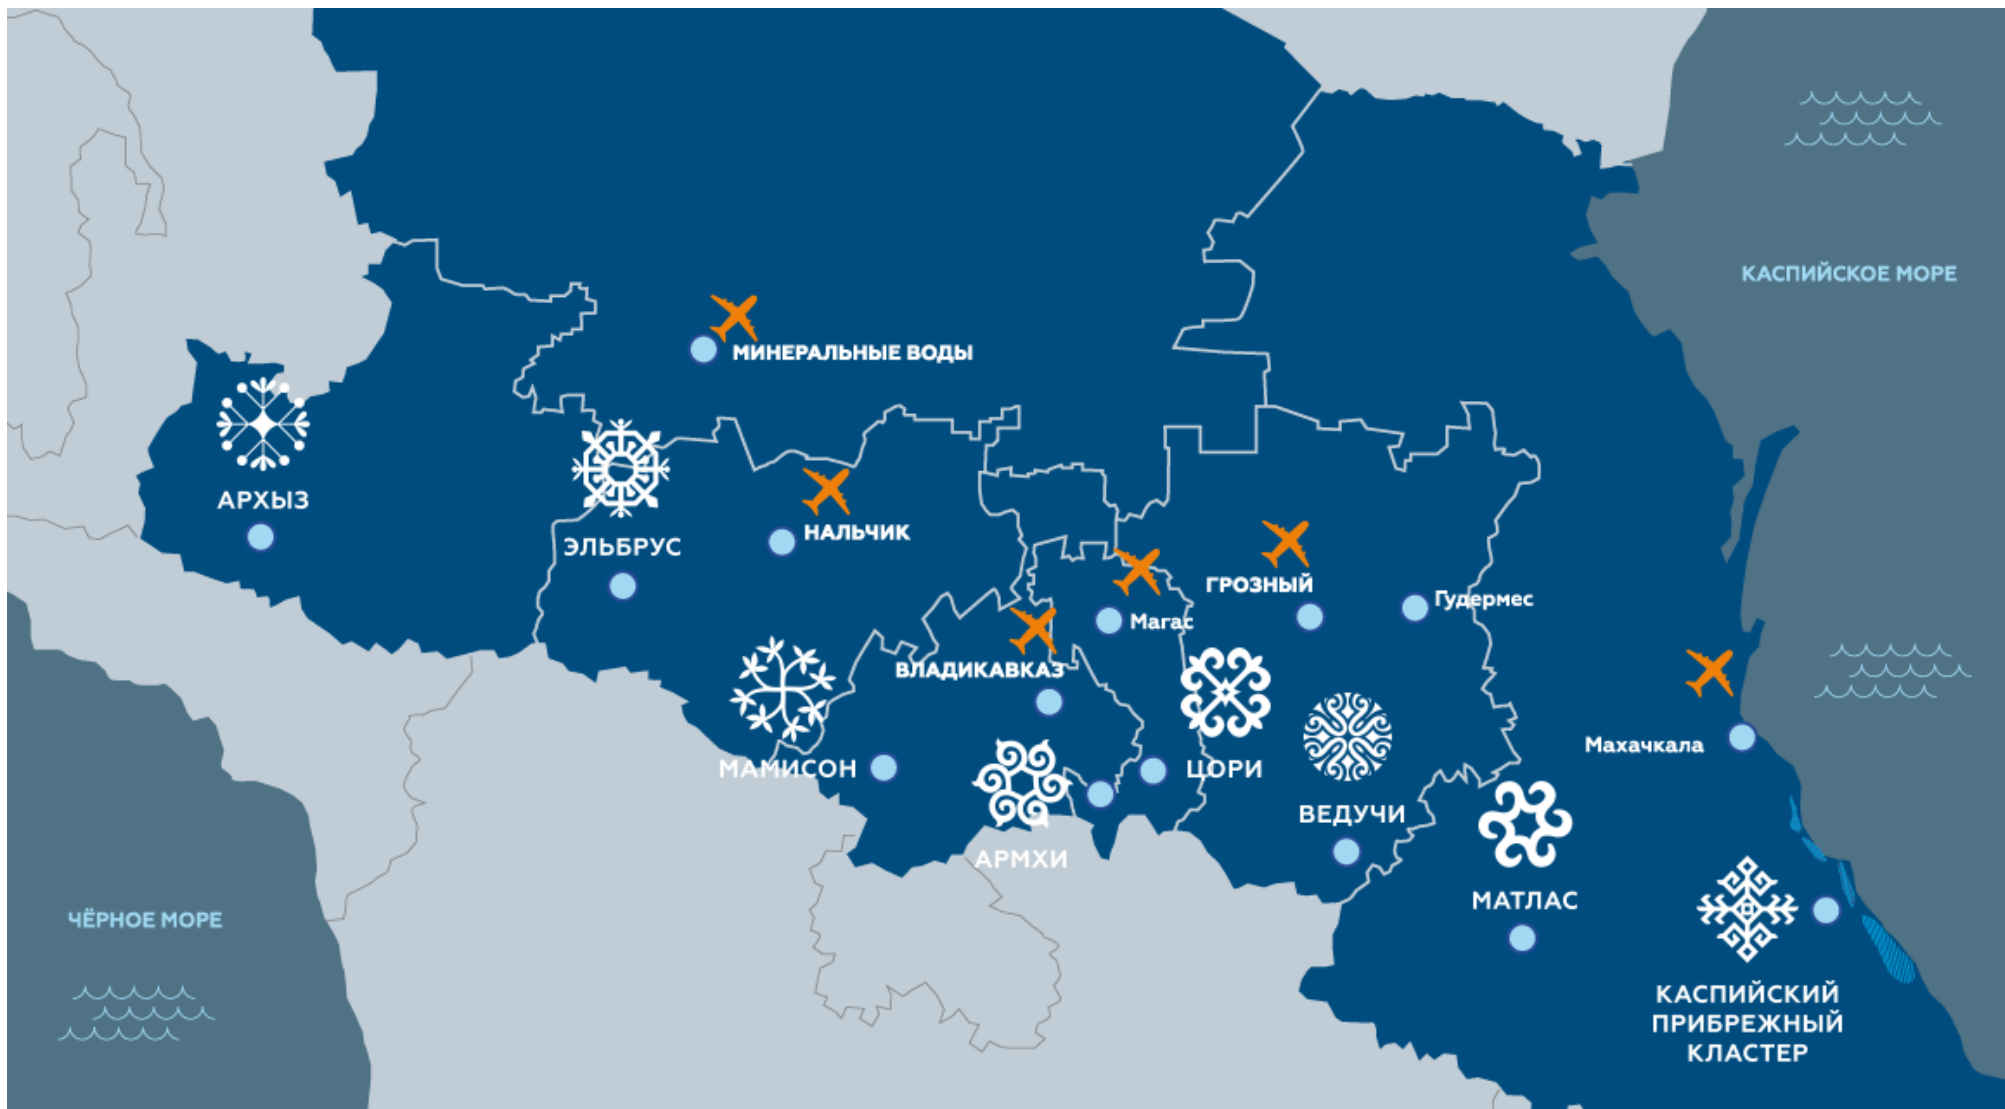 КАСПИЙСКОЕ МОРЕ
МИНЕРАЛЬНЫЕ ВОДЫ
АРХЫЗ
НАЛЬЧИК
ЭЛЬБРУС
ГРОЗНЫЙ
Гудермес
Магас
ВЛАДИКАВКАЗ
Махачкала
МАМИСОН
ЦОРИ
ВЕДУЧИ
АРМХИ
МАТЛАС
ЧЁРНОЕ МОРЕ
КАСПИЙСКИЙ
ПРИБРЕЖНЫЙ
КЛАСТЕР